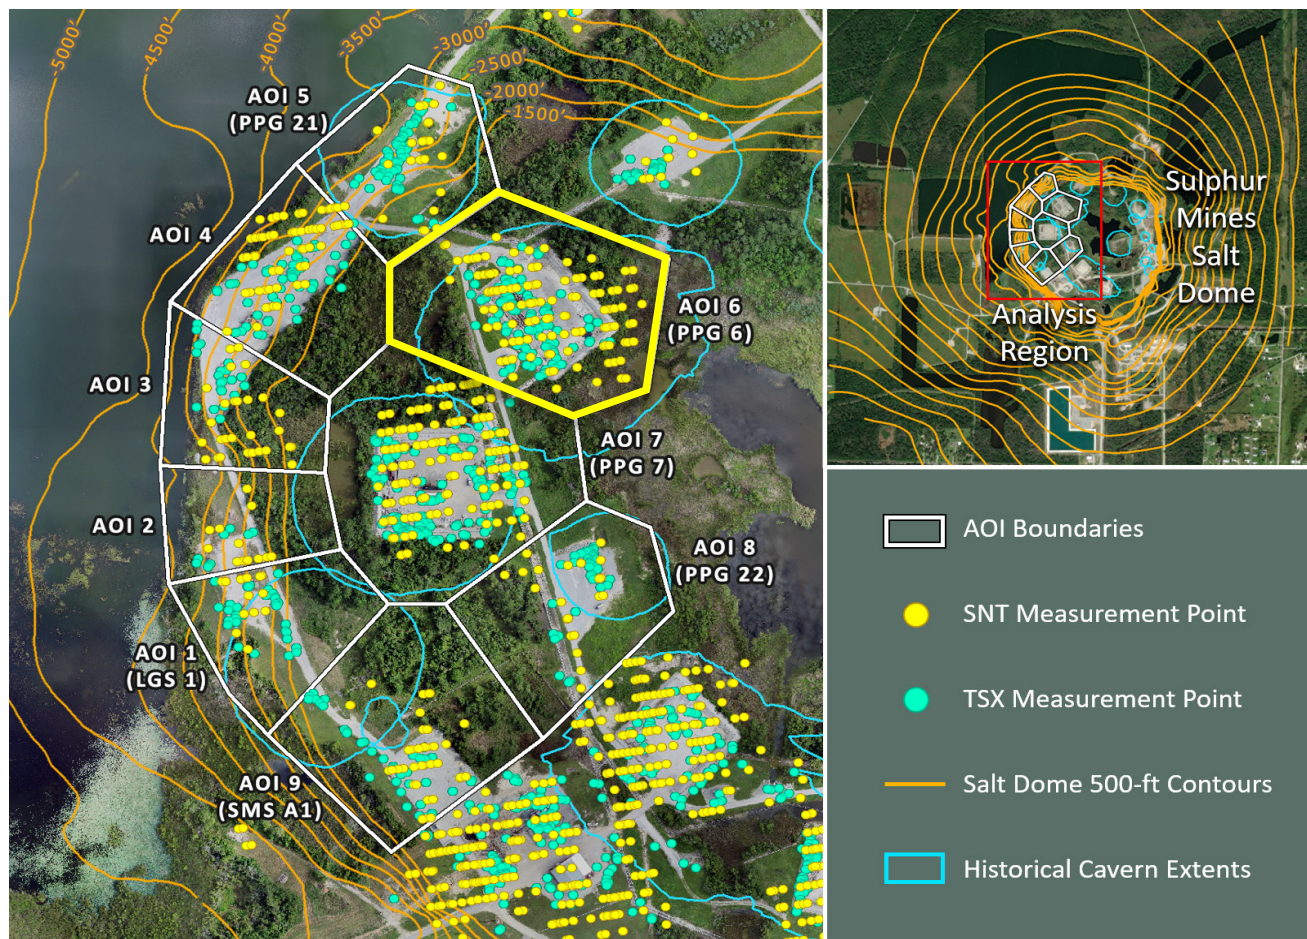 -5000’
-4500’
-4000’
-3500’
-3000’
-2500’
-2000’
-1500’
AOI 5
(PPG 21)
AOI 4
AOI 3
AOI 2
AOI 1
(LGS 1)
AOI 9
(SMS A1)
AOI 6
(PPG 6)
AOI 7
(PPG 7)
AOI 8
(PPG 22)
Sulphur
Mines
Salt
Dome
Analysis
Region
AOI Boundaries
SNT Measurement Point
TSX Measurement Point
Salt Dome 500-ft Contours
Historical Cavern Extents